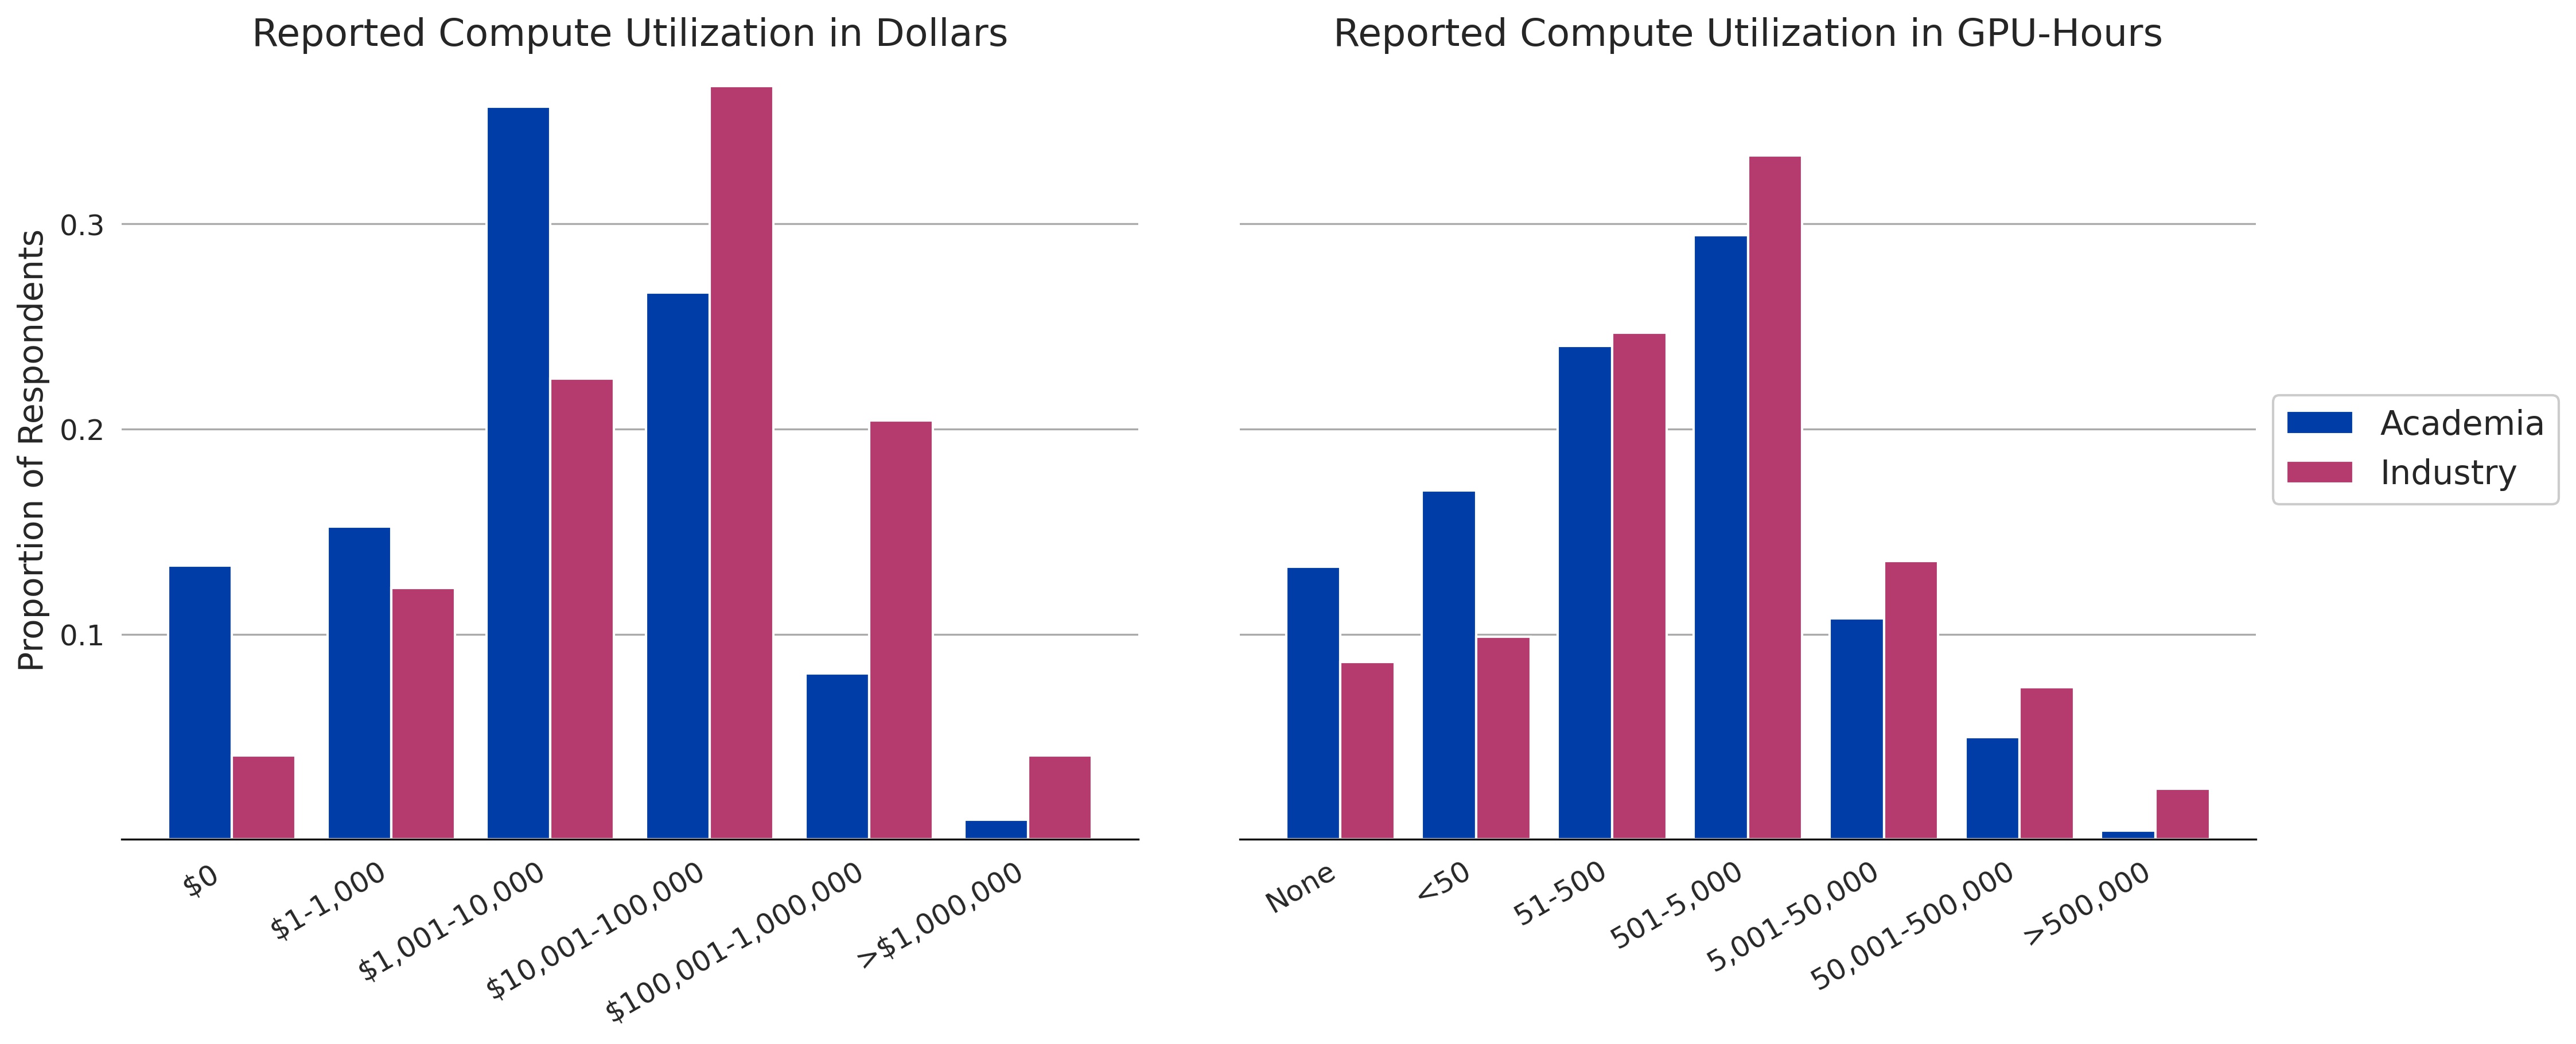 Reported Compute Utilization in Dollars
Proportion of Respondents
0.3
0.2
0.1
$0
$1-1,000
$1,001-10,000
$10,001-100,000
$100,001-1,000,000
>$1,000,000
Reported Compute Utilization in GPU-Hours
None
<50
51-500
501-5,000
5,001-50,000
50,001-500,000
>500,000
Academia
Industry